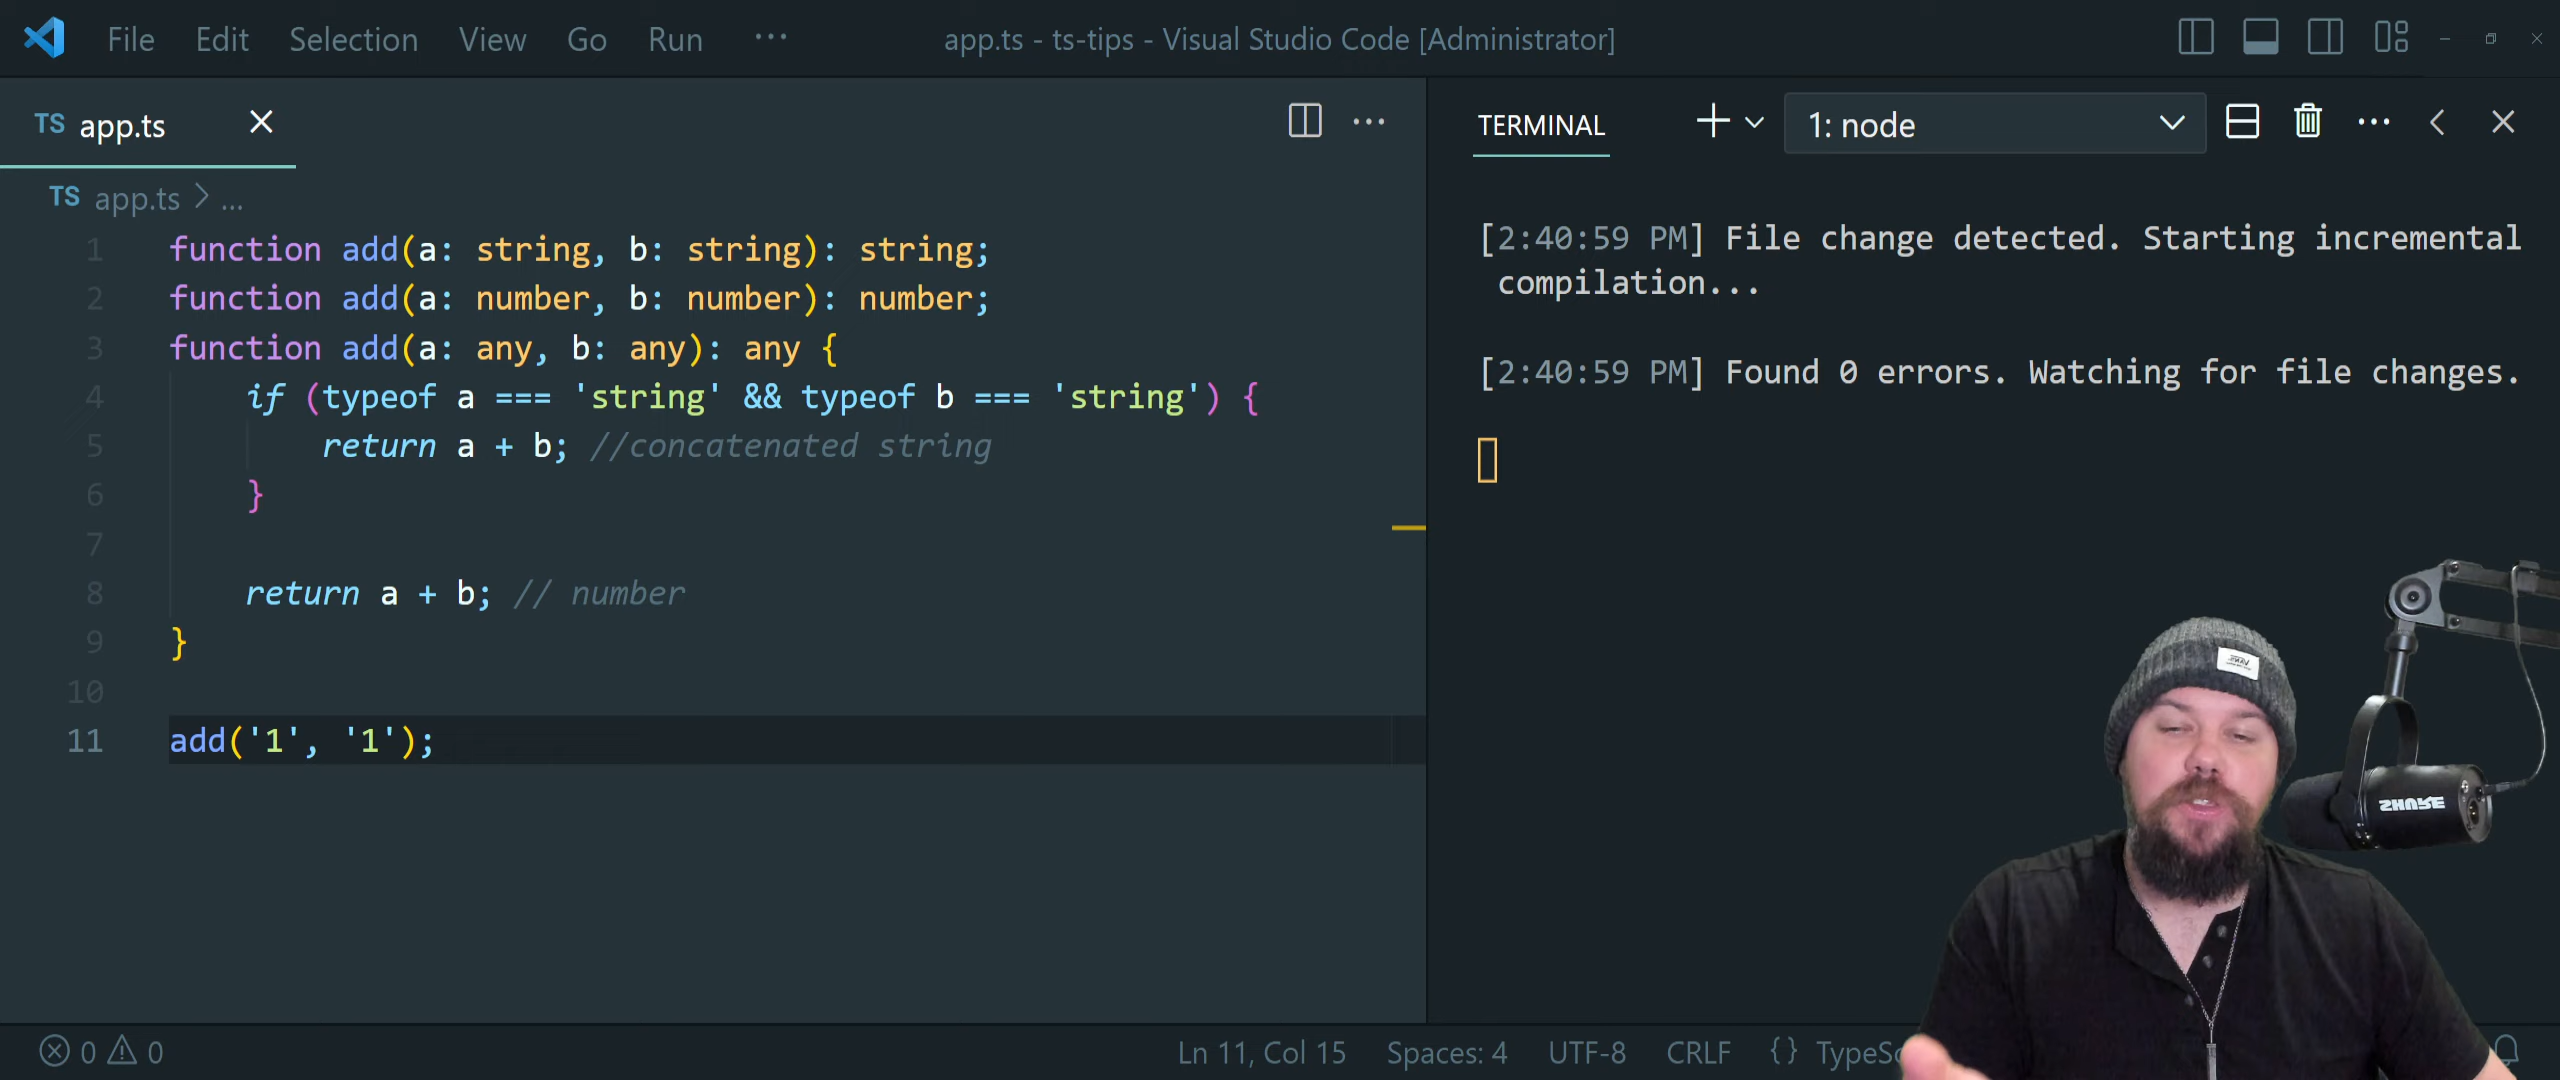 File Edit Selection View Go Run ... app.ts - ts-tips - Visual Studio Code [Administrator]
TS app.ts
TS app.ts > ...
1 function add(a: string, b: string): string;
2 function add(a: number, b: number): number;
3 function add(a: any, b: any): any {
4 if (typeof a === 'string' && typeof b === 'string') {
5 return a + b; //concatenated string
6 }
7
8 return a + b; // number
9 }
10
11 add('1', '1');
TERMINAL 1: node
[2:40:59 PM] File change detected. Starting incremental
compilation...
[2:40:59 PM] Found 0 errors. Watching for file changes.
SHURE
0 0 Ln 11, Col 15 Spaces: 4 UTF-8 CRLF {} TypeSc